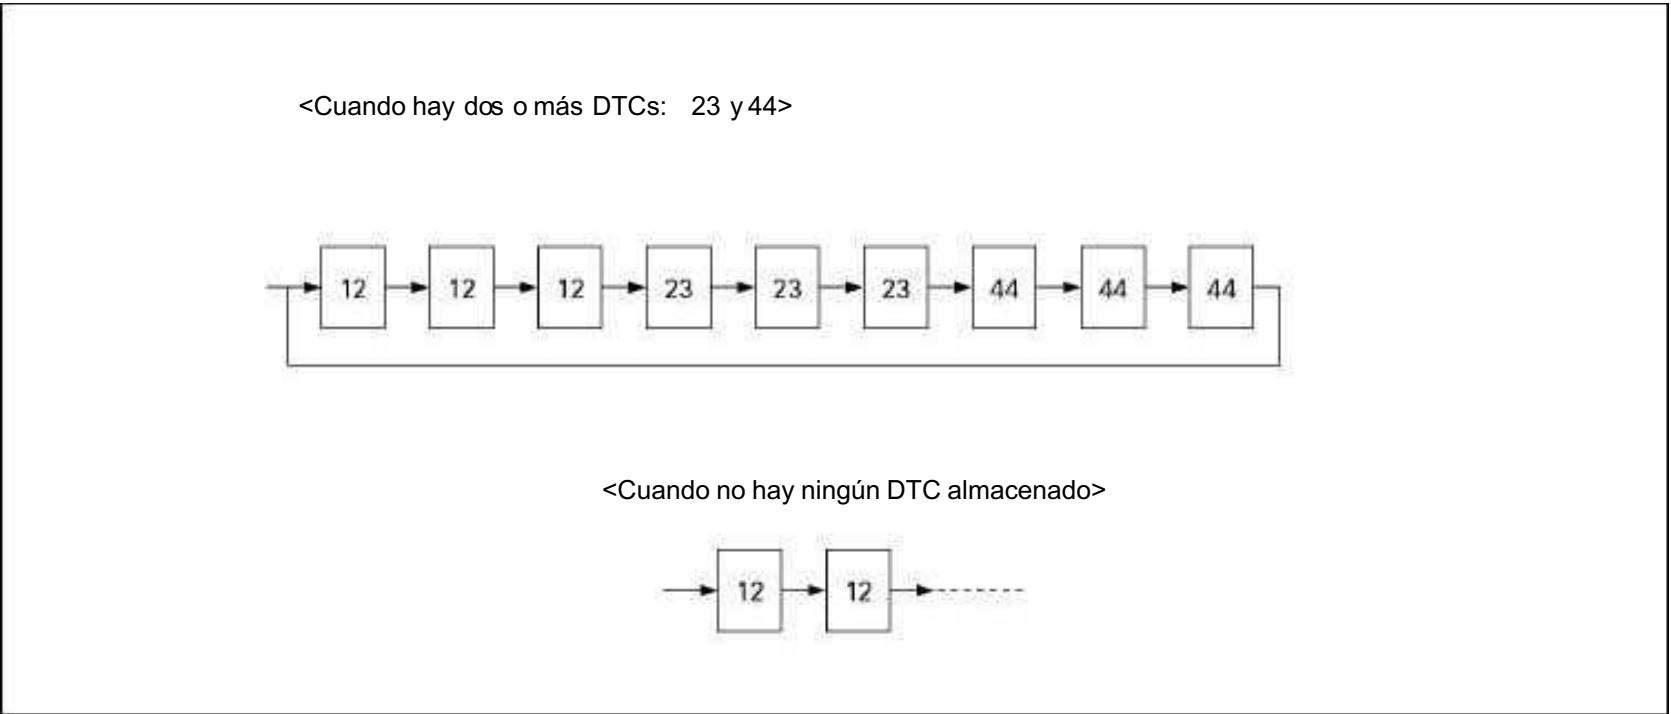 <Cuando hay dos o más DTCs: 23 y 44>
12 12 12 23 23 23 44 44 44
<Cuando no hay ningún DTC almacenado>
12 12